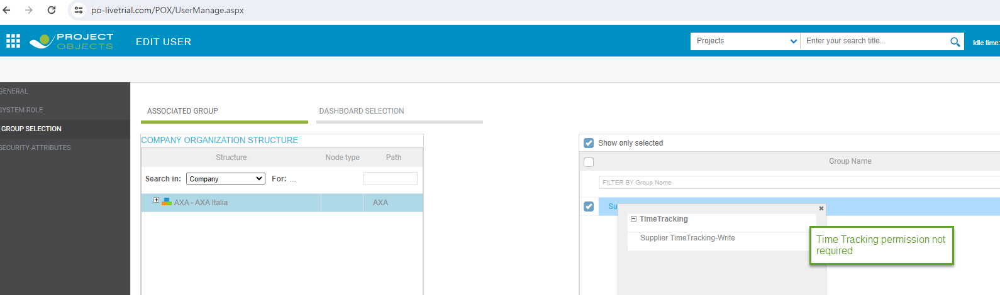 po-livetrial.com/POX/UserManage.aspx
PROJECT
OBJECTS
EDIT USER
Projects
Enter your search title...
Idle time:
GENERAL
SYSTEM ROLE
GROUP SELECTION
SECURITY ATTRIBUTES
ASSOCIATED GROUP
DASHBOARD SELECTION
COMPANY ORGANIZATION STRUCTURE
Structure
Node type
Path
Search in:
Company
For: ...
AXA - AXA Italia
AXA
Show only selected
Group Name
FILTER BY Group Name
Su
TimeTracking
Supplier TimeTracking-Write
Time Tracking permission not
required